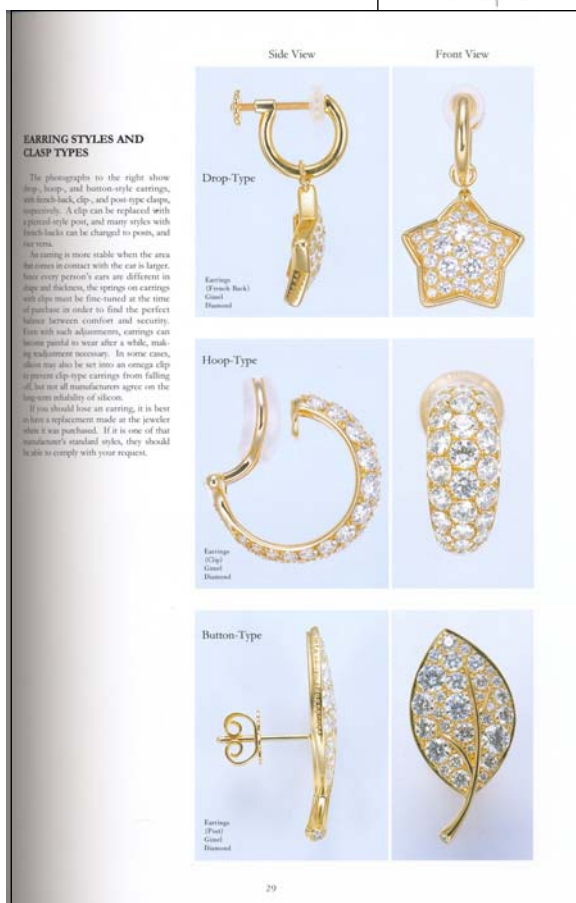 Side View
Front View
EARRING STYLES AND
CLASP TYPES
The photographs to the right show
drop-, hoop-, and button-style earrings,
with french-back, clip-, and post-type clasps,
respectively. A clip can be replaced with
a pierced-style post, and many styles with
french-backs can be changed to posts, and
vice versa.
An earring is more stable when the area
that comes in contact with the ear is larger.
Since every person's ears are different in
shape and thickness, the springs on earrings
with clips must be fine-tuned at the time
of purchase in order to find the perfect
balance between comfort and security.
Even with such adjustments, earrings can
become painful to wear after a while, mak-
ing readjustment necessary. In some cases,
silicon may also be set into an omega clip
to prevent clip-type earrings from falling
off, but not all manufacturers agree on the
long-term reliability of silicon.
If you should lose an earring, it is best
to have a replacement made at the jeweler
where it was purchased. If it is one of that
manufacturer's standard styles, they should
be able to comply with your request.
Drop-Type
Earrings
(French Back)
Gimel
Diamond
Hoop-Type
Earrings
(Clip)
Gimel
Diamond
Button-Type
Earrings
(Post)
Gimel
Diamond
29